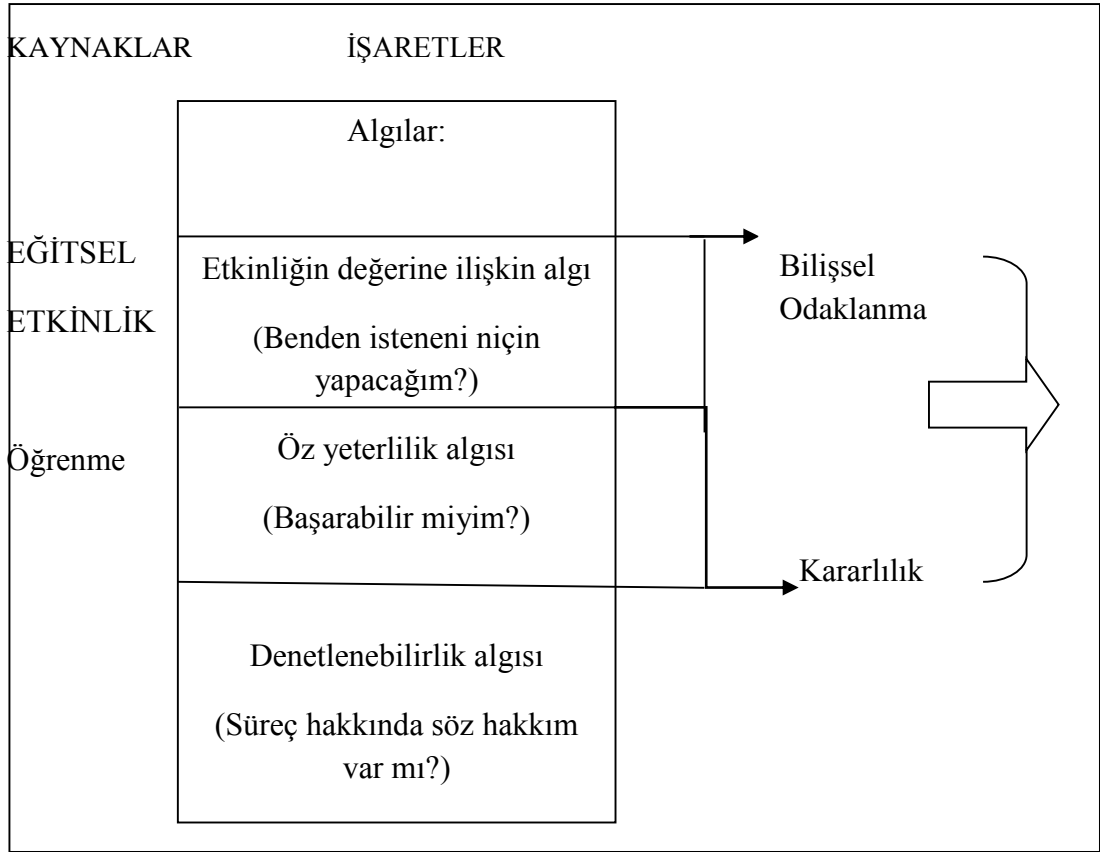 KAYNAKLAR İŞARETLER
Algılar:
EĞİTSEL
ETKİNLİK
Öğrenme
Etkinliğin değerine ilişkin algı
(Benden isteneni niçin
yapacağım?)
Öz yeterlilik algısı
(Başarabilir miyim?)
Denetlenebilirlik algısı
(Süreç hakkında söz hakkım
var mı?)
Bilişsel
Odaklanma
Kararlılık